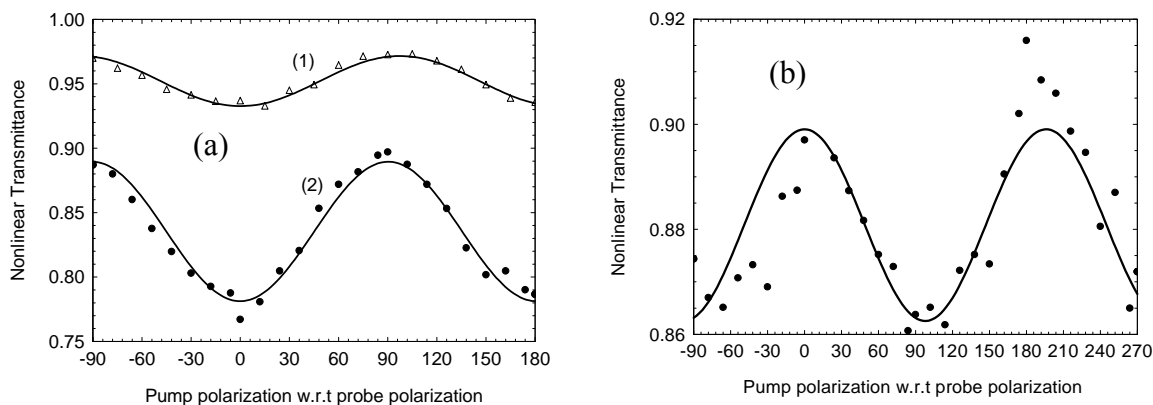 1.00
0.95
0.90
0.85
0.80
0.75
Nonlinear Transmittance
(1)
(a)
(2)
-90 -60 -30 0 30 60 90 120 150 180
Pump polarization w.r.t probe polarization
0.92
0.90
0.88
0.86
Nonlinear Transmittance
(b)
-90 -60 -30 0 30 60 90 120 150 180 210 240 270
Pump polarization w.r.t probe polarization